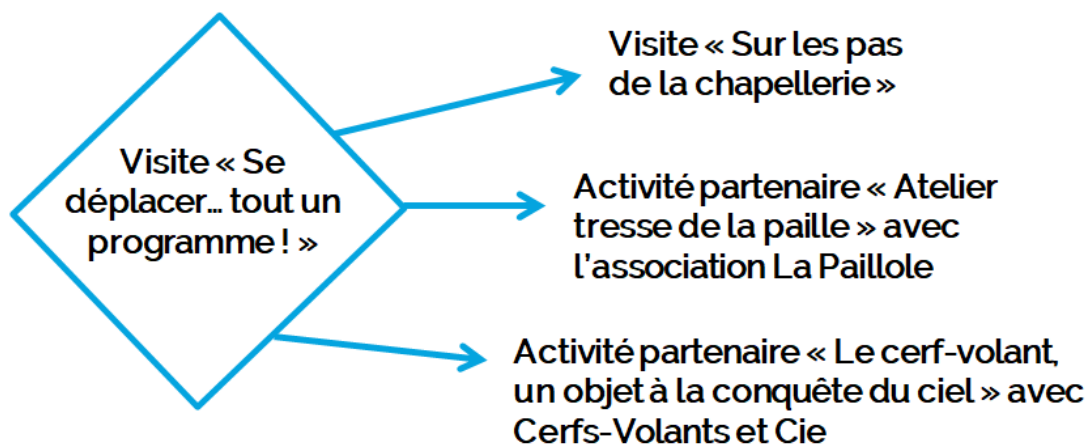 Visite « Se
déplacer... tout un
programme ! »
Visite « Sur les pas
de la chapellerie »
Activité partenaire « Atelier
tresse de la paille » avec
l'association La Paillole
Activité partenaire « Le cerf-volant,
un objet à la conquête du ciel » avec
Cerfs-Volants et Cie